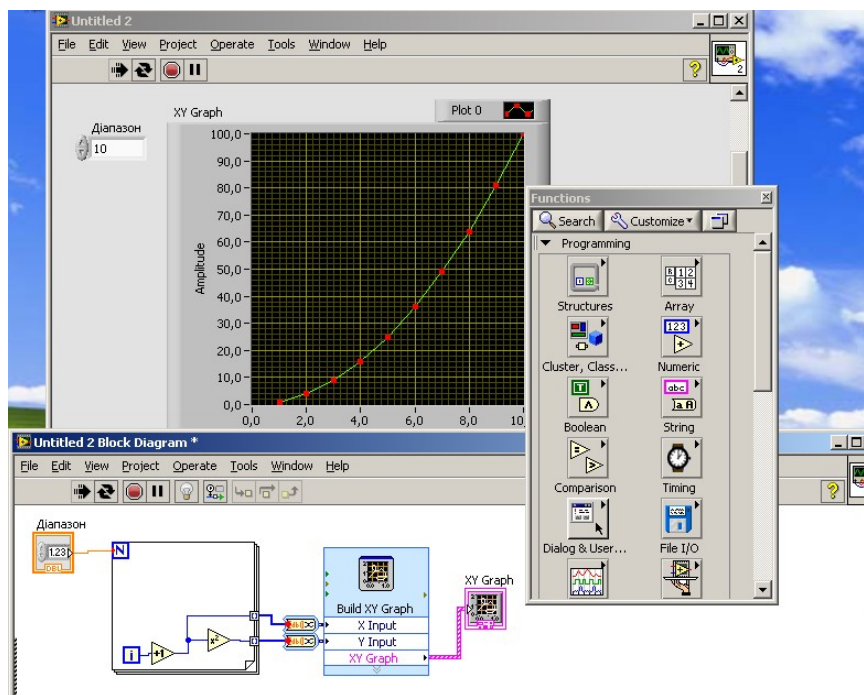 Untitled 2
File Edit View Project Operate Tools Window Help
2
XY Graph
Plot 0
Діапазон
10
100,0
90,0
80,0
70,0
60,0
50,0
40,0
30,0
20,0
10,0
0,0
Amplitude
0,0 2,0 4,0 6,0 8,0 10,
Functions
Search Customize
Programming
Structures Array
Cluster, Class... Numeric
Boolean String
Comparison Timing
Dialog & User... File I/O
Untitled 2 Block Diagram *
File Edit View Project Operate Tools Window Help
Діапазон
1.23
DBL
N
i
+1
x²
Build XY Graph
X Input
Y Input
XY Graph
XY Graph